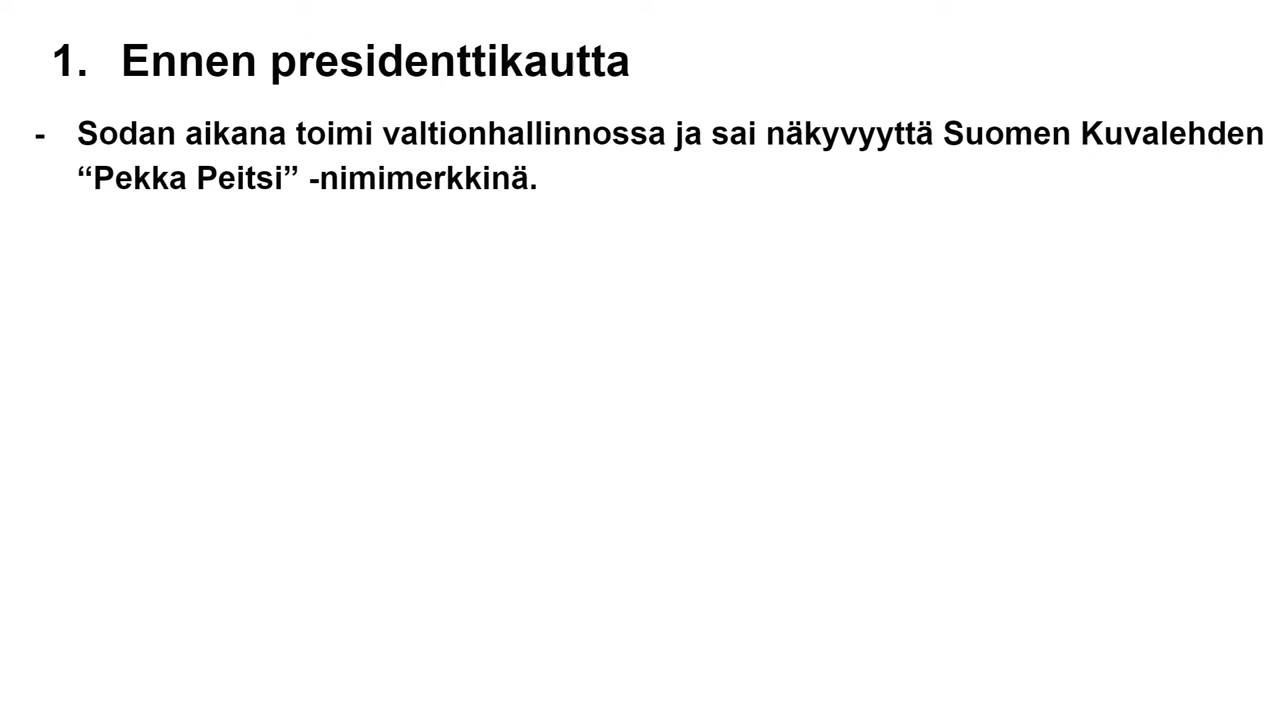 1. Ennen presidenttikautta
- Sodan aikana toimi valtionhallinnossa ja sai näkyvyyttä Suomen Kuvalehden
“Pekka Peitsi” -nimimerkkinä.